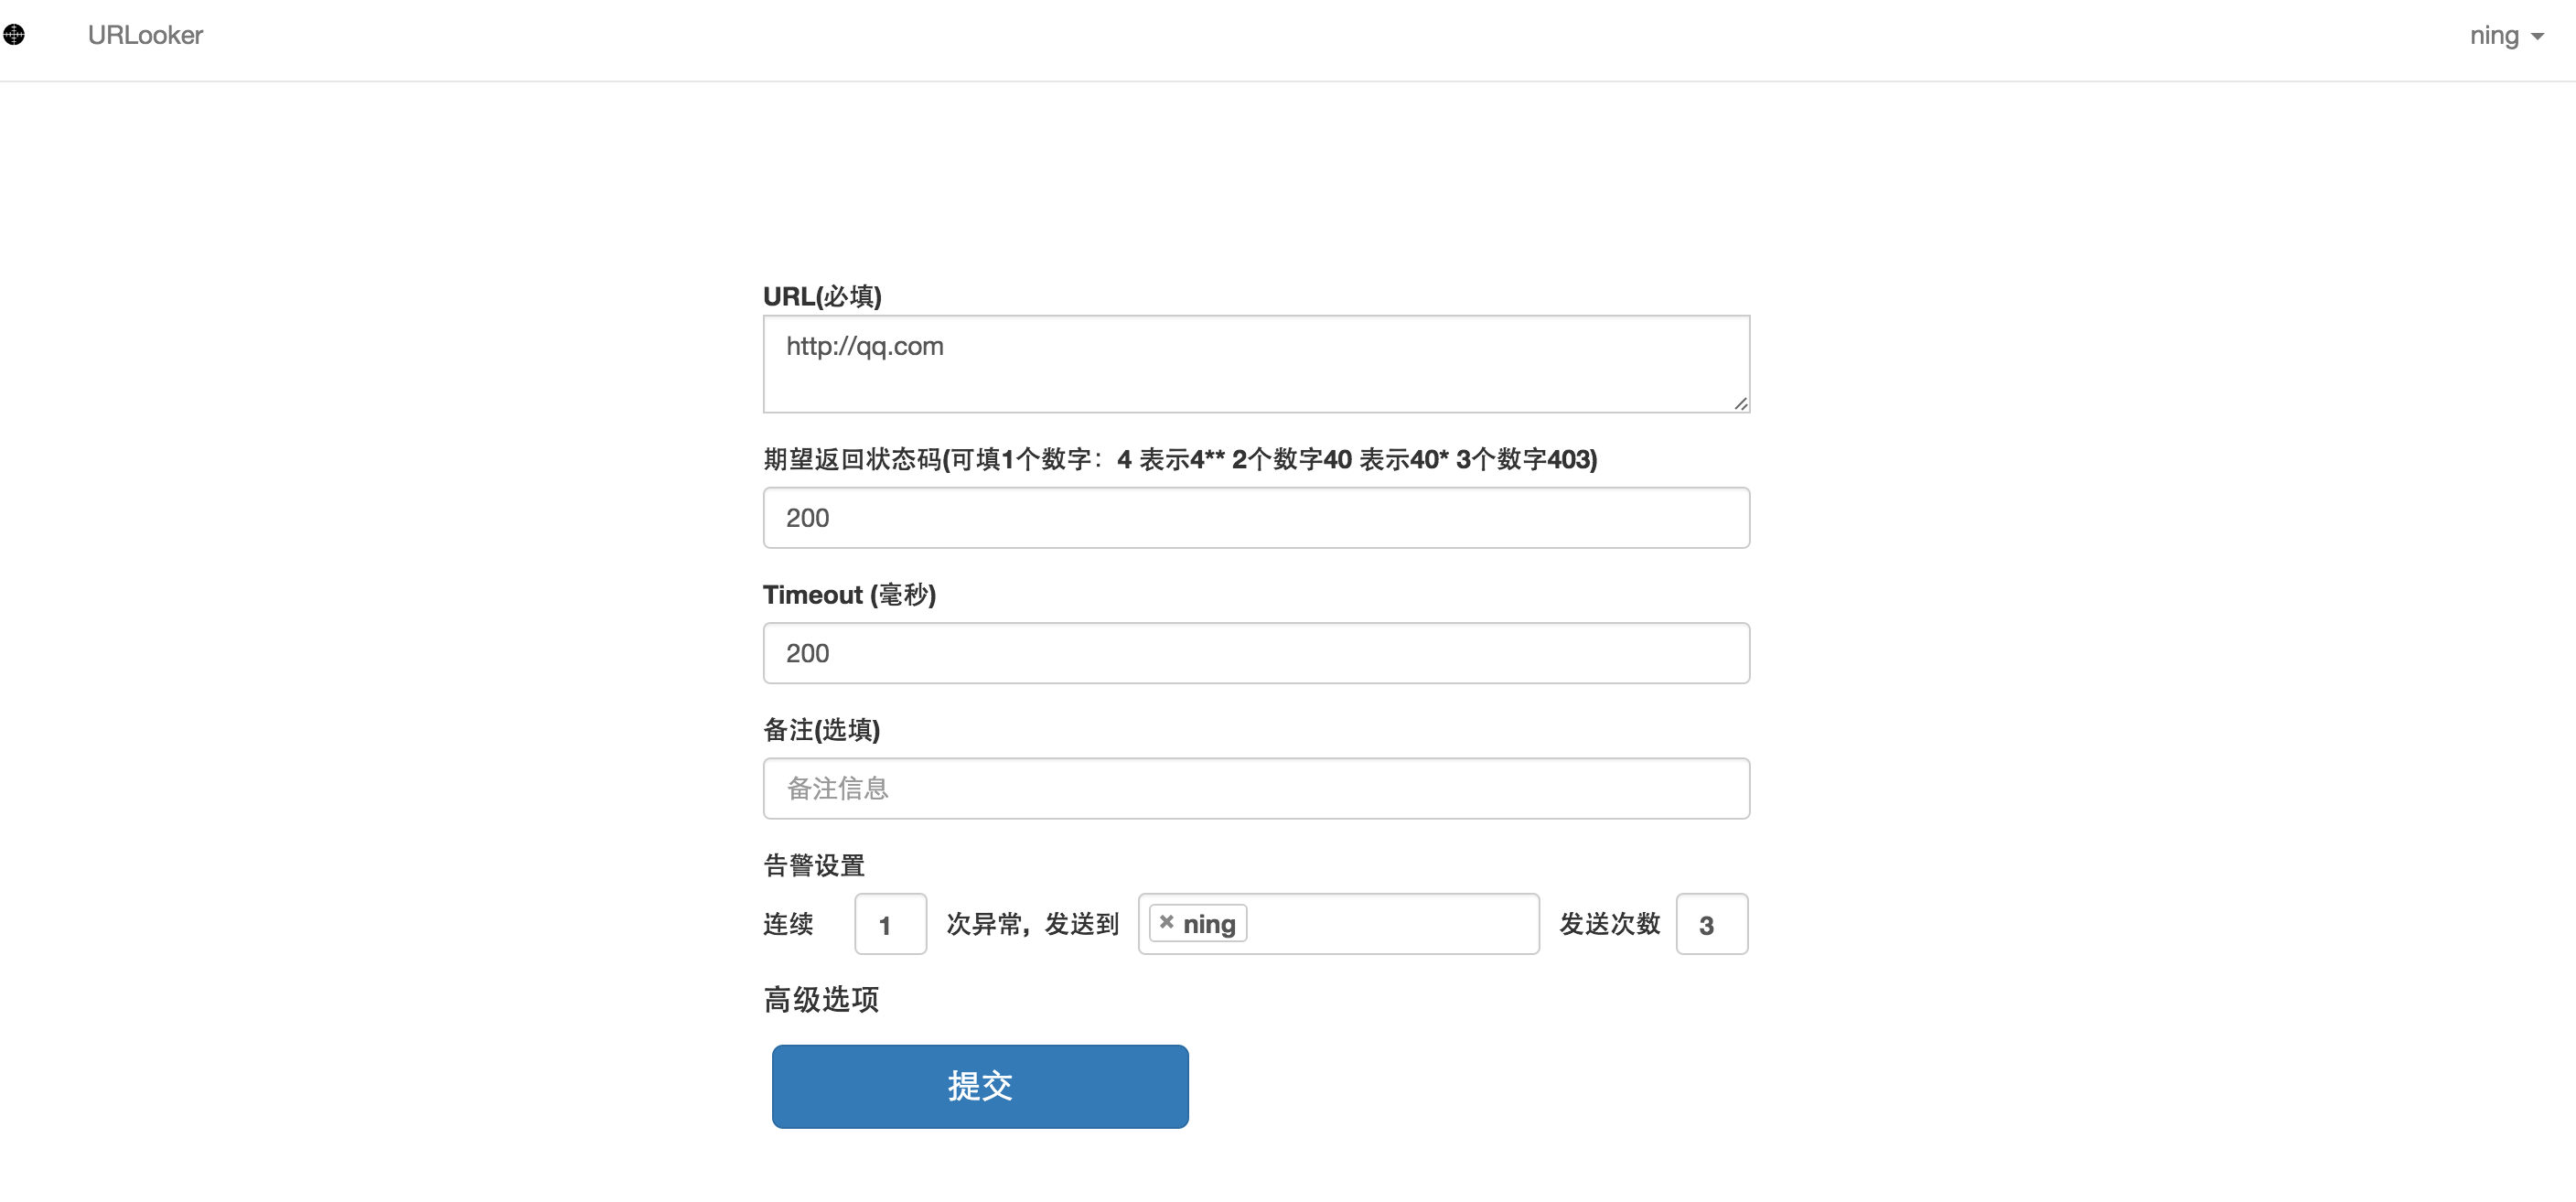 URLooker
ning
URL(必填)
http://qq.com
期望返回状态码(可填1个数字：4 表示4** 2个数字40 表示40* 3个数字403)
200
Timeout (毫秒)
200
备注(选填)
备注信息
告警设置
连续 1 次异常，发送到 × ning 发送次数 3
高级选项
提交